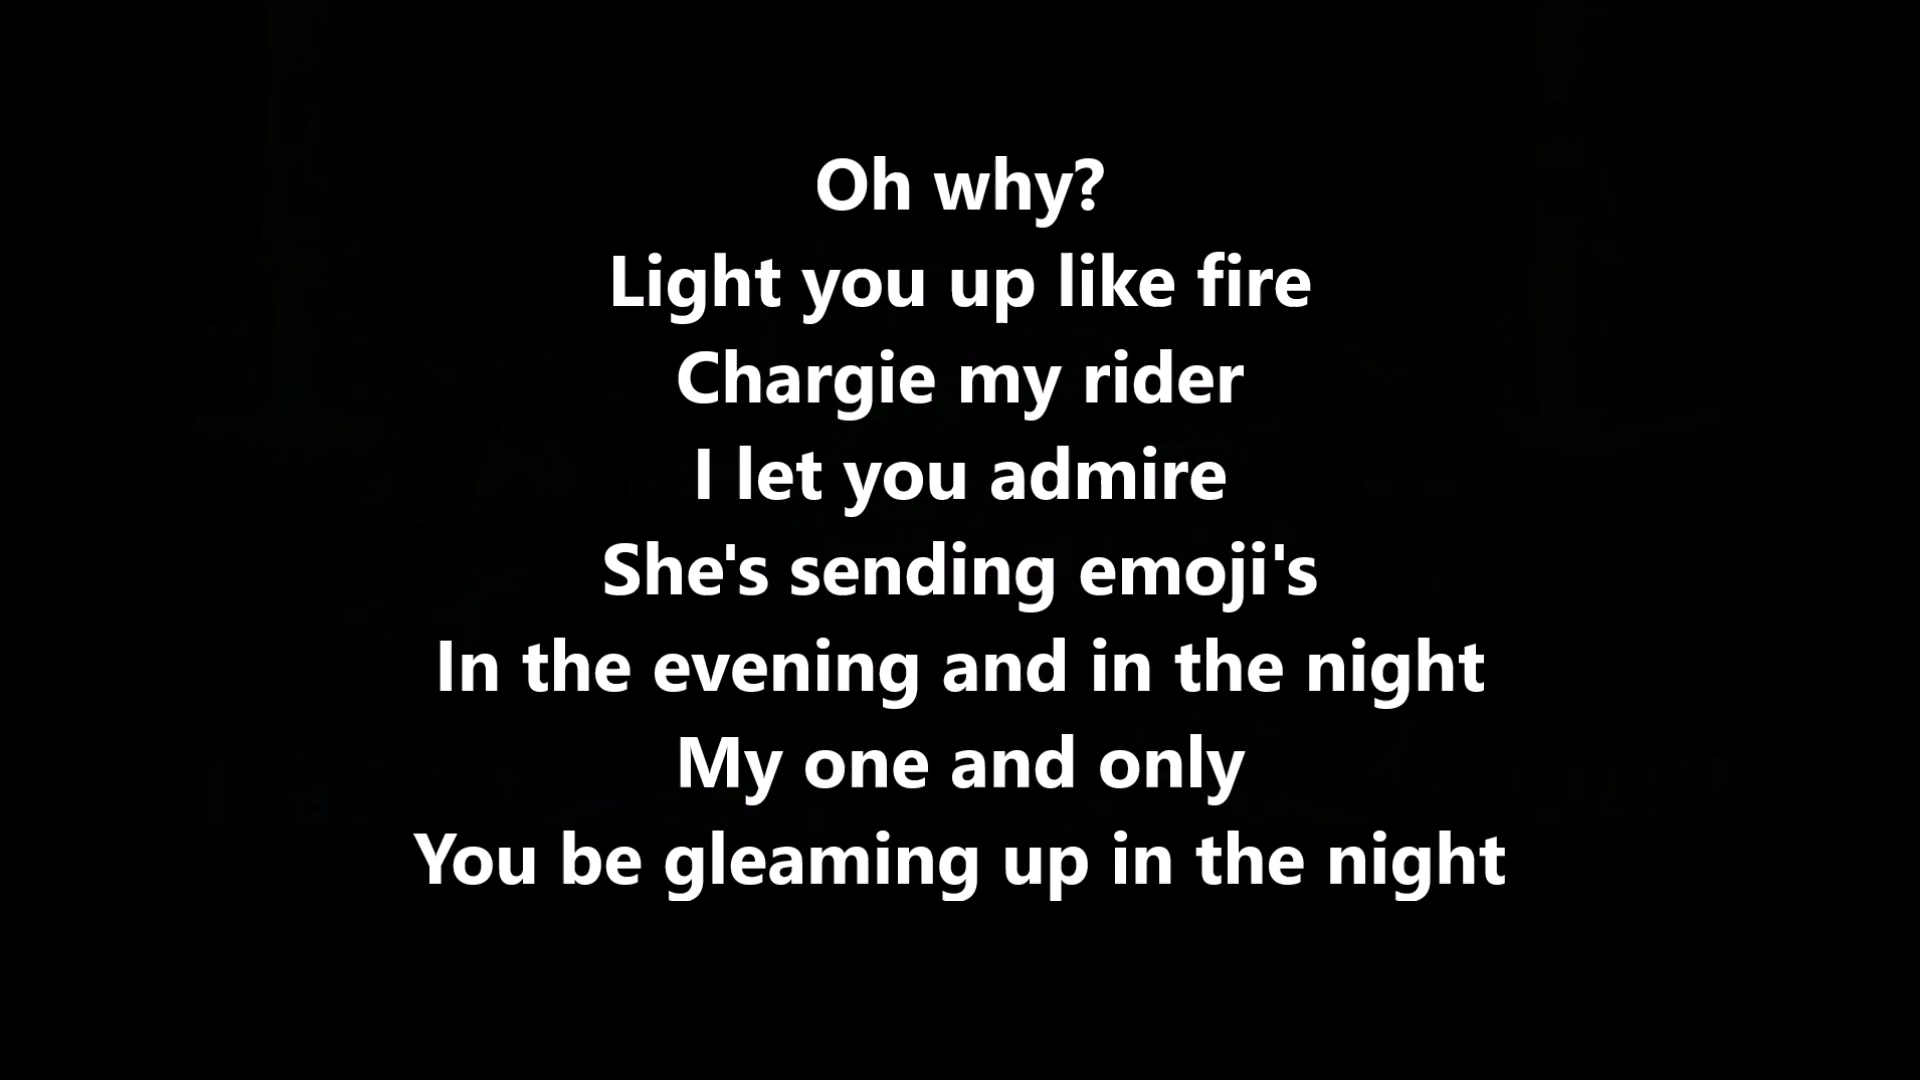 Oh why?
Light you up like fire
Chargie my rider
I let you admire
She's sending emoji's
In the evening and in the night
My one and only
You be gleaming up in the night